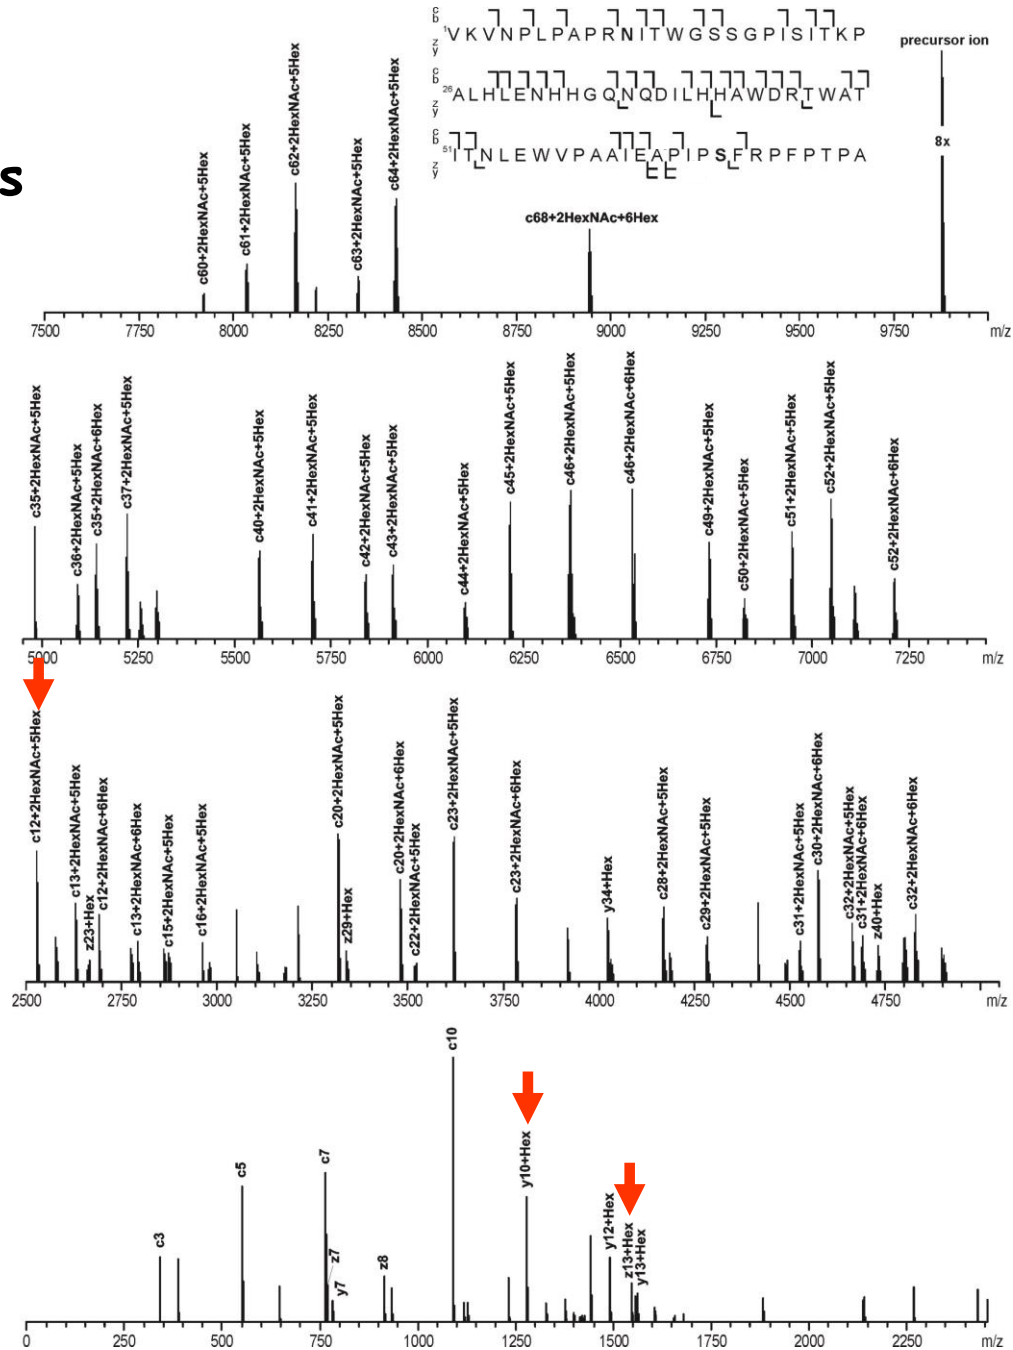 s
c
b
1VKVNPLPAPRNITWGSSGPISITKP
z
y
c
b
26ALHLENHHGQNQDILHHAWDRTWAT
z
y
c
b
51ITNLEWVPAAIEAPIPSFRPFPTPA
z
y
precursor ion
8x
c60+2HexNAc+5Hex
c61+2HexNAc+5Hex
c62+2HexNAc+5Hex
c63+2HexNAc+5Hex
c64+2HexNAc+5Hex
c68+2HexNAc+6Hex
7500 7750 8000 8250 8500 8750 9000 9250 9500 9750 m/z
c35+2HexNAc+5Hex
c36+2HexNAc+5Hex
c35+2HexNAc+6Hex
c37+2HexNAc+5Hex
c40+2HexNAc+5Hex
c41+2HexNAc+5Hex
c42+2HexNAc+5Hex
c43+2HexNAc+5Hex
c44+2HexNAc+5Hex
c45+2HexNAc+5Hex
c46+2HexNAc+5Hex
c46+2HexNAc+6Hex
c49+2HexNAc+5Hex
c50+2HexNAc+5Hex
c51+2HexNAc+5Hex
c52+2HexNAc+5Hex
c52+2HexNAc+6Hex
5000 5250 5500 5750 6000 6250 6500 6750 7000 7250 m/z
c12+2HexNAc+5Hex
c13+2HexNAc+5Hex
z23+Hex
c12+2HexNAc+6Hex
c13+2HexNAc+6Hex
c15+2HexNAc+5Hex
c16+2HexNAc+5Hex
c20+2HexNAc+5Hex
z29+Hex
c20+2HexNAc+6Hex
c22+2HexNAc+5Hex
c23+2HexNAc+5Hex
c23+2HexNAc+6Hex
y34+Hex
c28+2HexNAc+5Hex
c29+2HexNAc+5Hex
c31+2HexNAc+5Hex
c30+2HexNAc+6Hex
c32+2HexNAc+5Hex
c31+2HexNAc+6Hex
z40+Hex
c32+2HexNAc+6Hex
2500 2750 3000 3250 3500 3750 4000 4250 4500 4750 m/z
c3
c5
c7
z7
y7
z8
c10
y10+Hex
y12+Hex
z13+Hex
y13+Hex
0 250 500 750 1000 1250 1500 1750 2000 2250 m/z